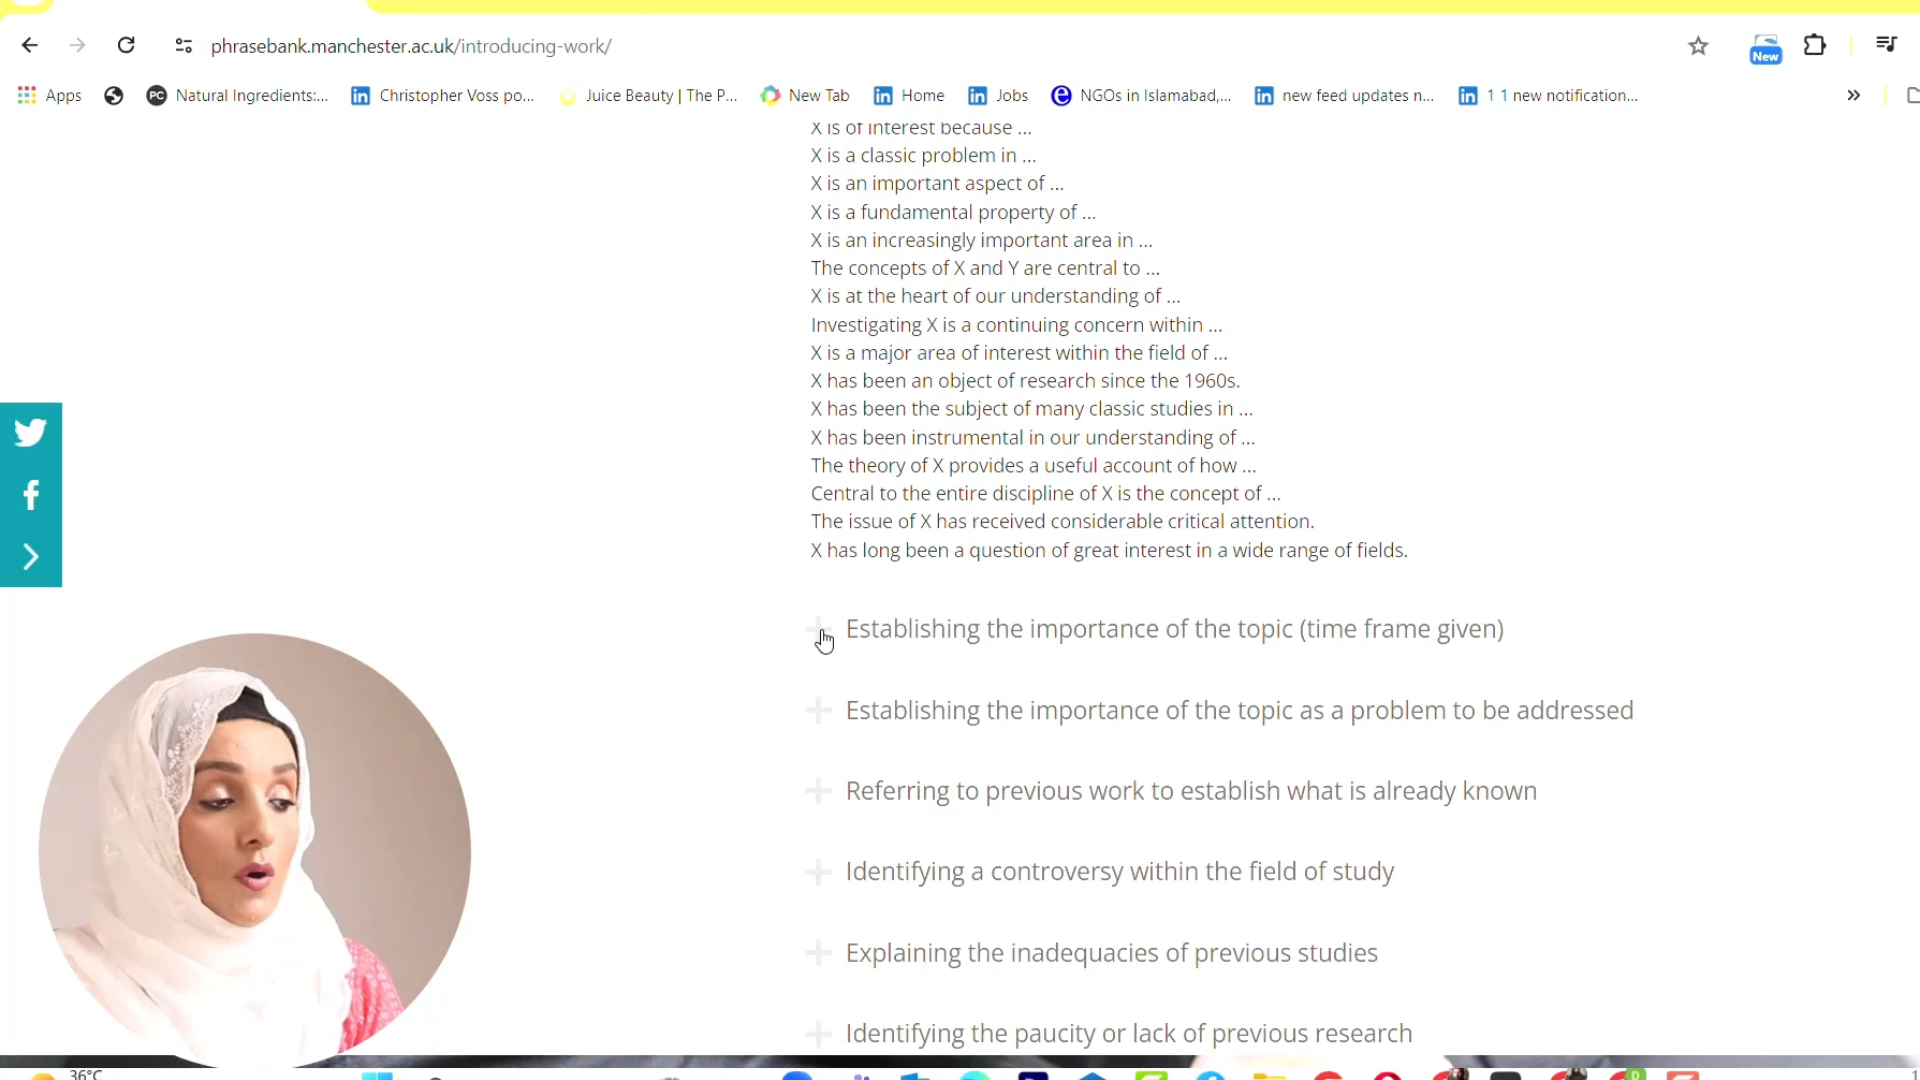 phrasebank.manchester.ac.uk/introducing-work/
New
Apps
PC Natural Ingredients:...
in Christopher Voss po...
Juice Beauty | The P...
New Tab
in Home
in Jobs
e NGOs in Islamabad,...
in new feed updates n...
in 1 1 new notification...
X is of interest because ...
X is a classic problem in ...
X is an important aspect of ...
X is a fundamental property of ...
X is an increasingly important area in ...
The concepts of X and Y are central to ...
X is at the heart of our understanding of ...
Investigating X is a continuing concern within ...
X is a major area of interest within the field of ...
X has been an object of research since the 1960s.
X has been the subject of many classic studies in ...
X has been instrumental in our understanding of ...
The theory of X provides a useful account of how ...
Central to the entire discipline of X is the concept of ...
The issue of X has received considerable critical attention.
X has long been a question of great interest in a wide range of fields.
Establishing the importance of the topic (time frame given)
Establishing the importance of the topic as a problem to be addressed
Referring to previous work to establish what is already known
Identifying a controversy within the field of study
Explaining the inadequacies of previous studies
Identifying the paucity or lack of previous research
36°C